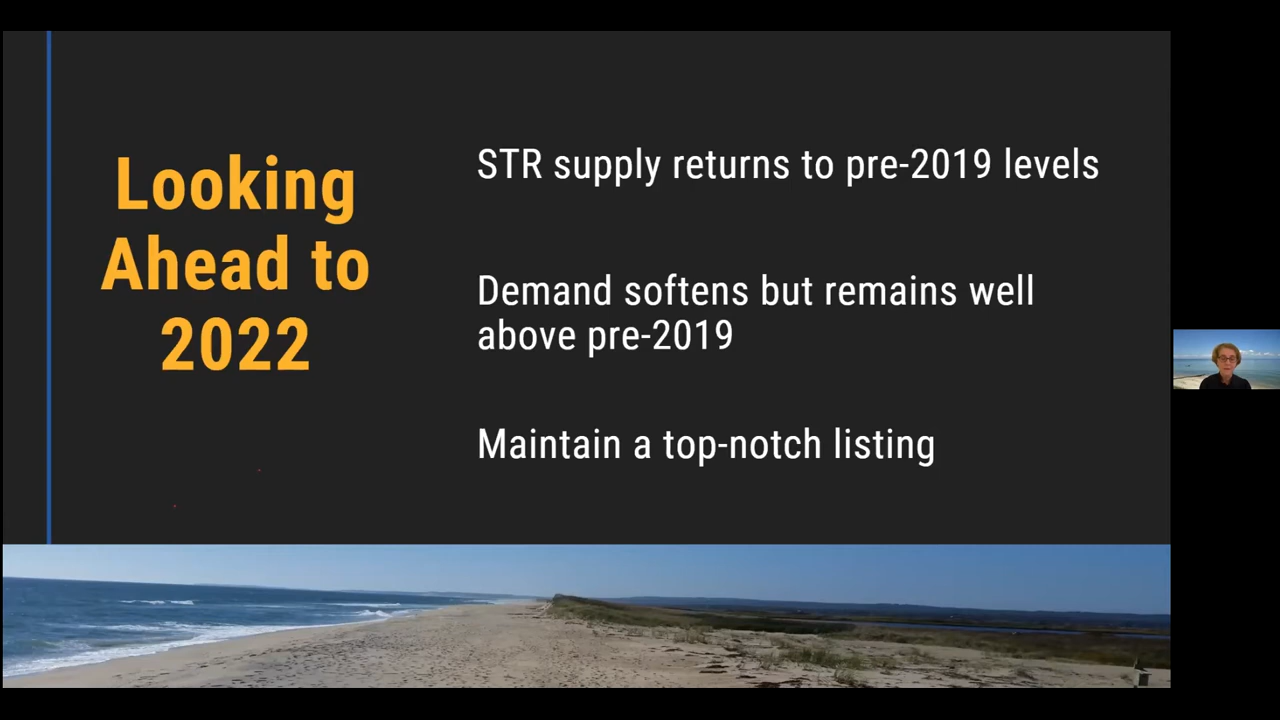 Looking
Ahead to
2022
STR supply returns to pre-2019 levels
Demand softens but remains well
above pre-2019
Maintain a top-notch listing